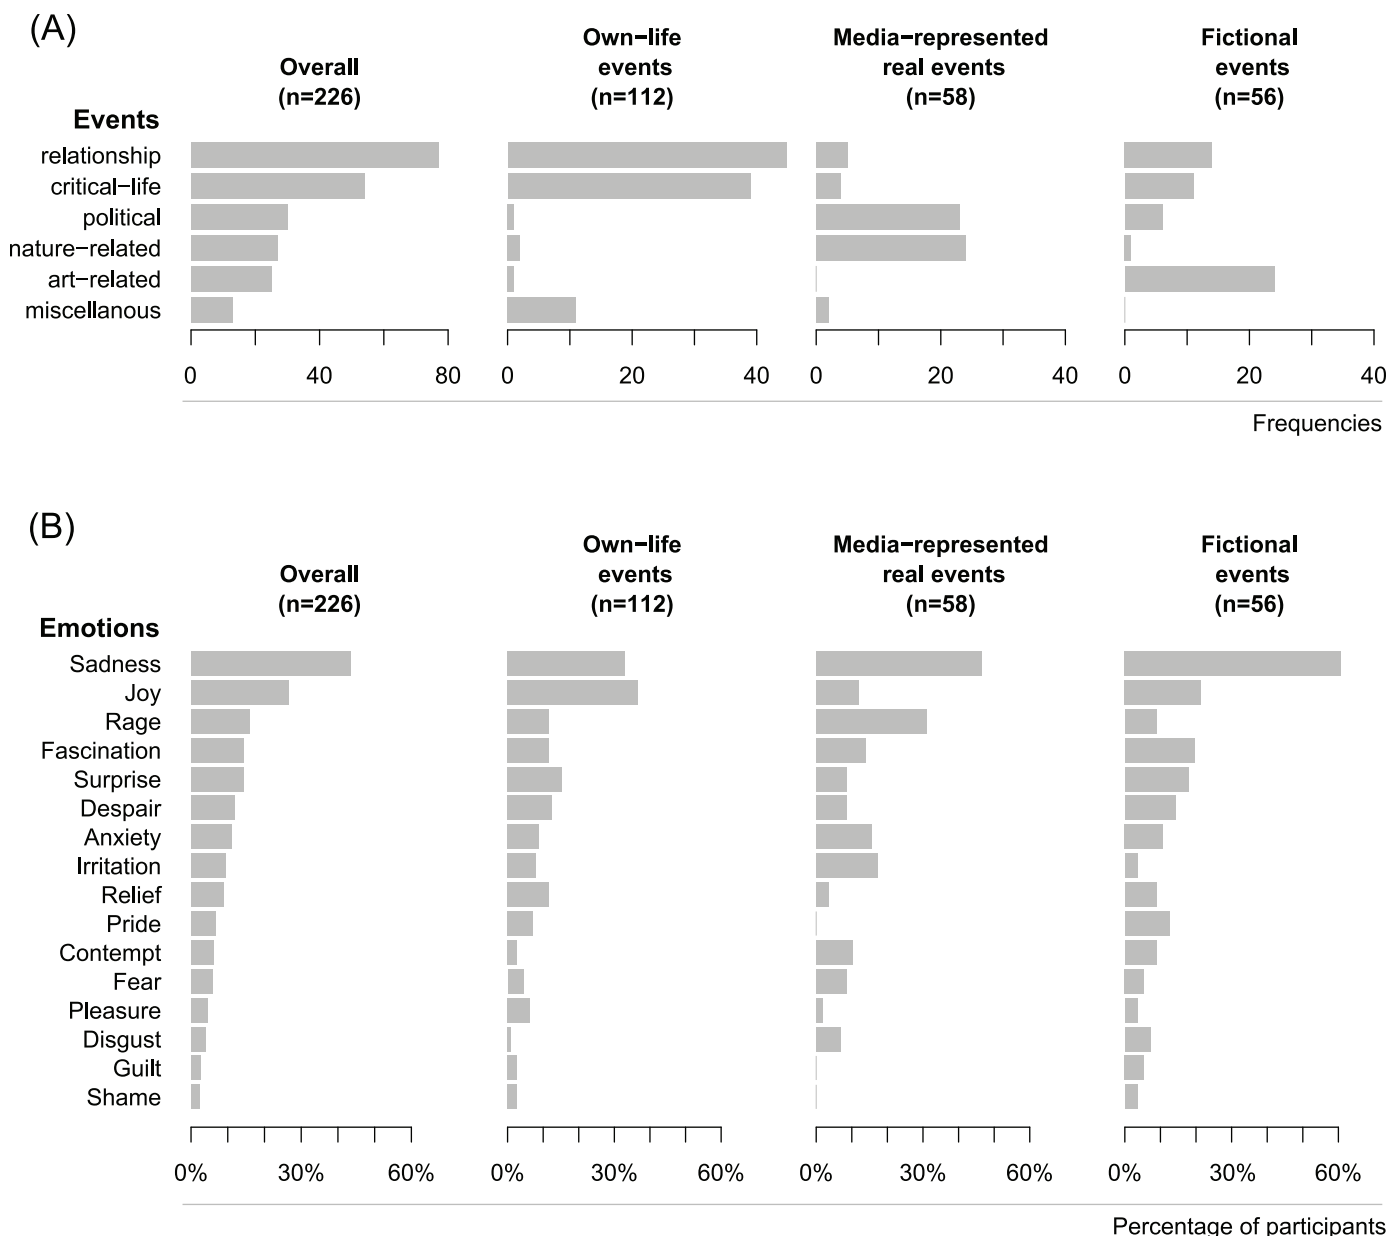 (A)
Overall
(n=226)
Own−life
events
(n=112)
Media−represented
real events
(n=58)
Fictional
events
(n=56)
Events
relationship
critical−life
political
nature−related
art−related
miscellanous
0 40 80
0 20 40
0 20 40
0 20 40
Frequencies
(B)
Overall
(n=226)
Own−life
events
(n=112)
Media−represented
real events
(n=58)
Fictional
events
(n=56)
Emotions
Sadness
Joy
Rage
Fascination
Surprise
Despair
Anxiety
Irritation
Relief
Pride
Contempt
Fear
Pleasure
Disgust
Guilt
Shame
0% 30% 60%
0% 30% 60%
0% 30% 60%
0% 30% 60%
Percentage of participants